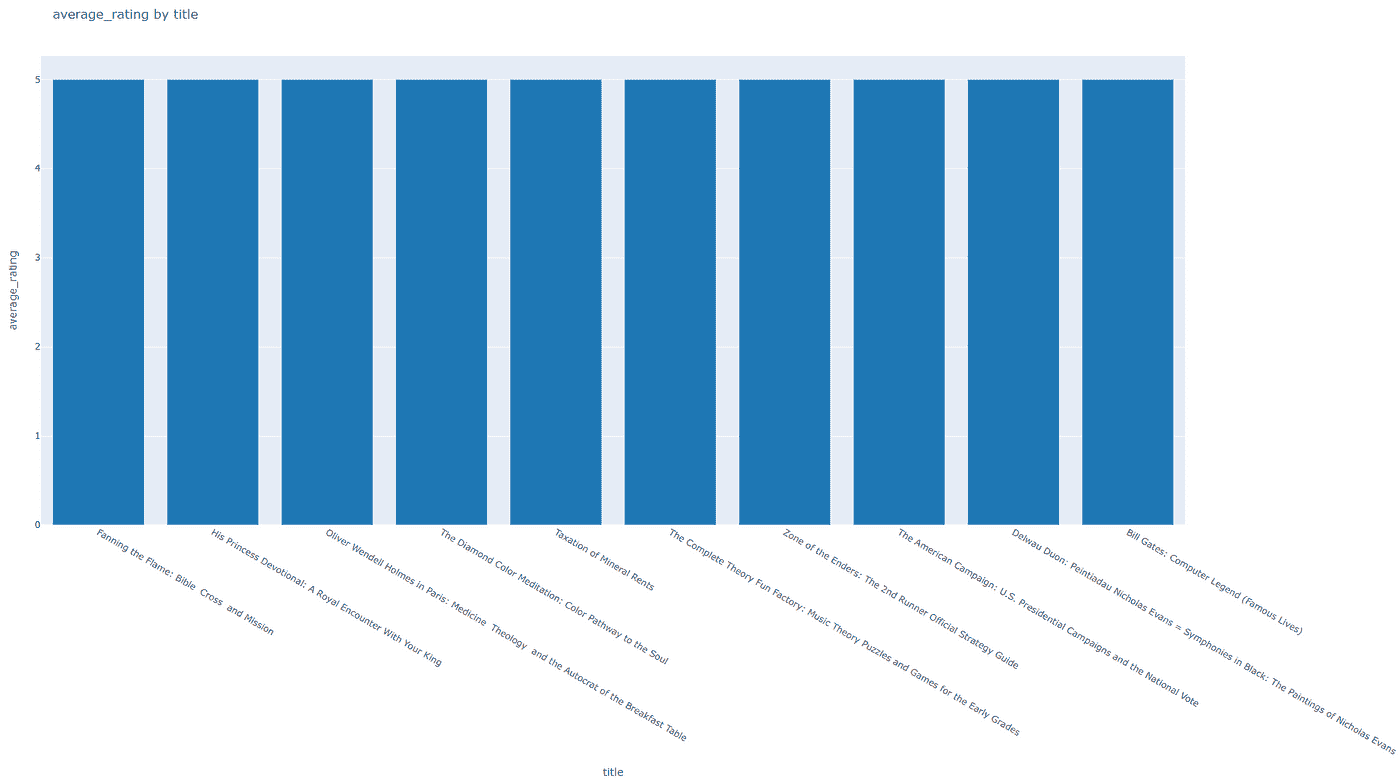 average_rating by title
average_rating
5
4
3
2
1
0
Fanning the Flame: Bible  Cross  and Mission
His Princess Devotional: A Royal Encounter With Your King
Oliver Wendell Holmes in Paris: Medicine  Theology  and the Autocrat of the Breakfast Table
The Diamond Color Meditation: Color Pathway to the Soul
Taxation of Mineral Rents
The Complete Theory Fun Factory: Music Theory Puzzles and Games for the Early Grades
Zone of the Enders: The 2nd Runner Official Strategy Guide
The American Campaign: U.S. Presidential Campaigns and the National Vote
Delwau Duon: Peintiadau Nicholas Evans = Symphonies in Black: The Paintings of Nicholas Evans
Bill Gates: Computer Legend (Famous Lives)
title